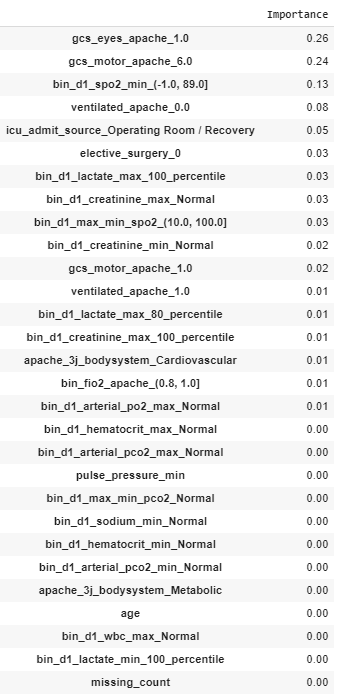 Importance
gcs_eyes_apache_1.0 0.26
gcs_motor_apache_6.0 0.24
bin_d1_spo2_min_(-1.0, 89.0] 0.13
ventilated_apache_0.0 0.08
icu_admit_source_Operating Room / Recovery 0.05
elective_surgery_0 0.03
bin_d1_lactate_max_100_percentile 0.03
bin_d1_creatinine_max_Normal 0.03
bin_d1_max_min_spo2_(10.0, 100.0] 0.03
bin_d1_creatinine_min_Normal 0.02
gcs_motor_apache_1.0 0.02
ventilated_apache_1.0 0.01
bin_d1_lactate_max_80_percentile 0.01
bin_d1_creatinine_max_100_percentile 0.01
apache_3j_bodysystem_Cardiovascular 0.01
bin_fio2_apache_(0.8, 1.0] 0.01
bin_d1_arterial_po2_max_Normal 0.01
bin_d1_hematocrit_max_Normal 0.00
bin_d1_arterial_pco2_max_Normal 0.00
pulse_pressure_min 0.00
bin_d1_max_min_pco2_Normal 0.00
bin_d1_sodium_min_Normal 0.00
bin_d1_hematocrit_min_Normal 0.00
bin_d1_arterial_pco2_min_Normal 0.00
apache_3j_bodysystem_Metabolic 0.00
age 0.00
bin_d1_wbc_max_Normal 0.00
bin_d1_lactate_min_100_percentile 0.00
missing_count 0.00